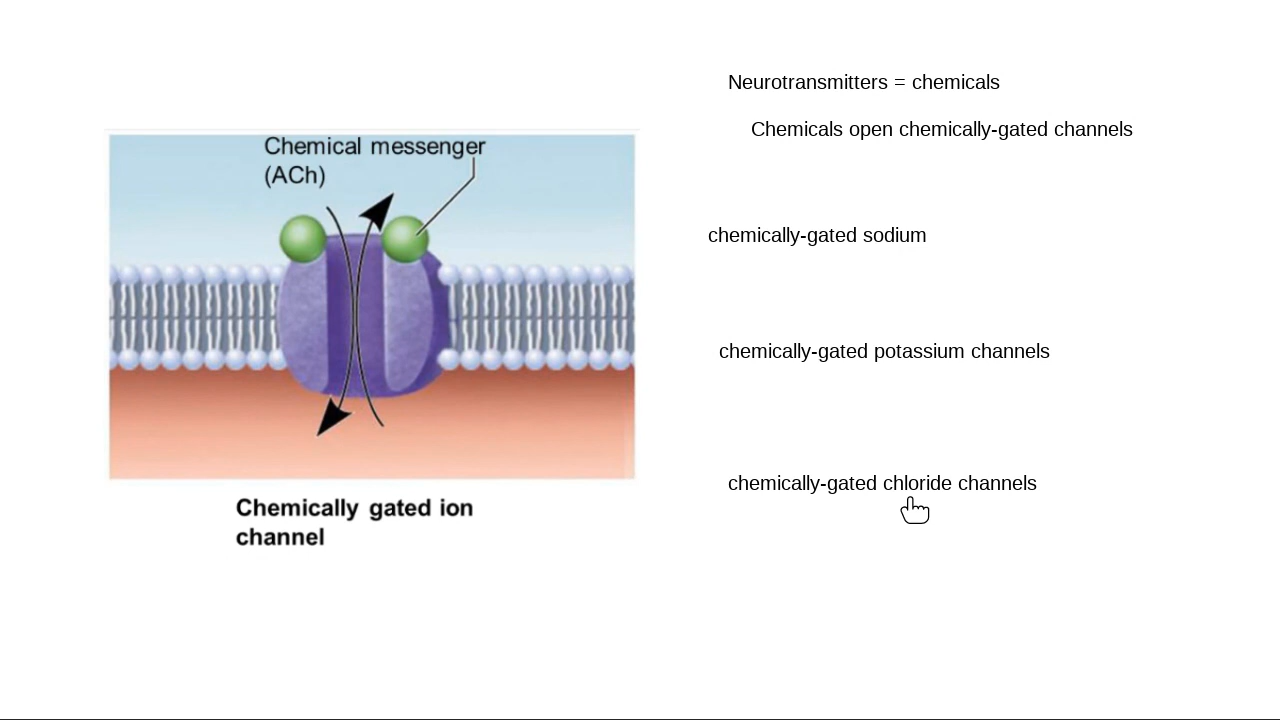 Chemical messenger
(ACh)
Chemically gated ion
channel
Neurotransmitters = chemicals
Chemicals open chemically-gated channels
chemically-gated sodium
chemically-gated potassium channels
chemically-gated chloride channels